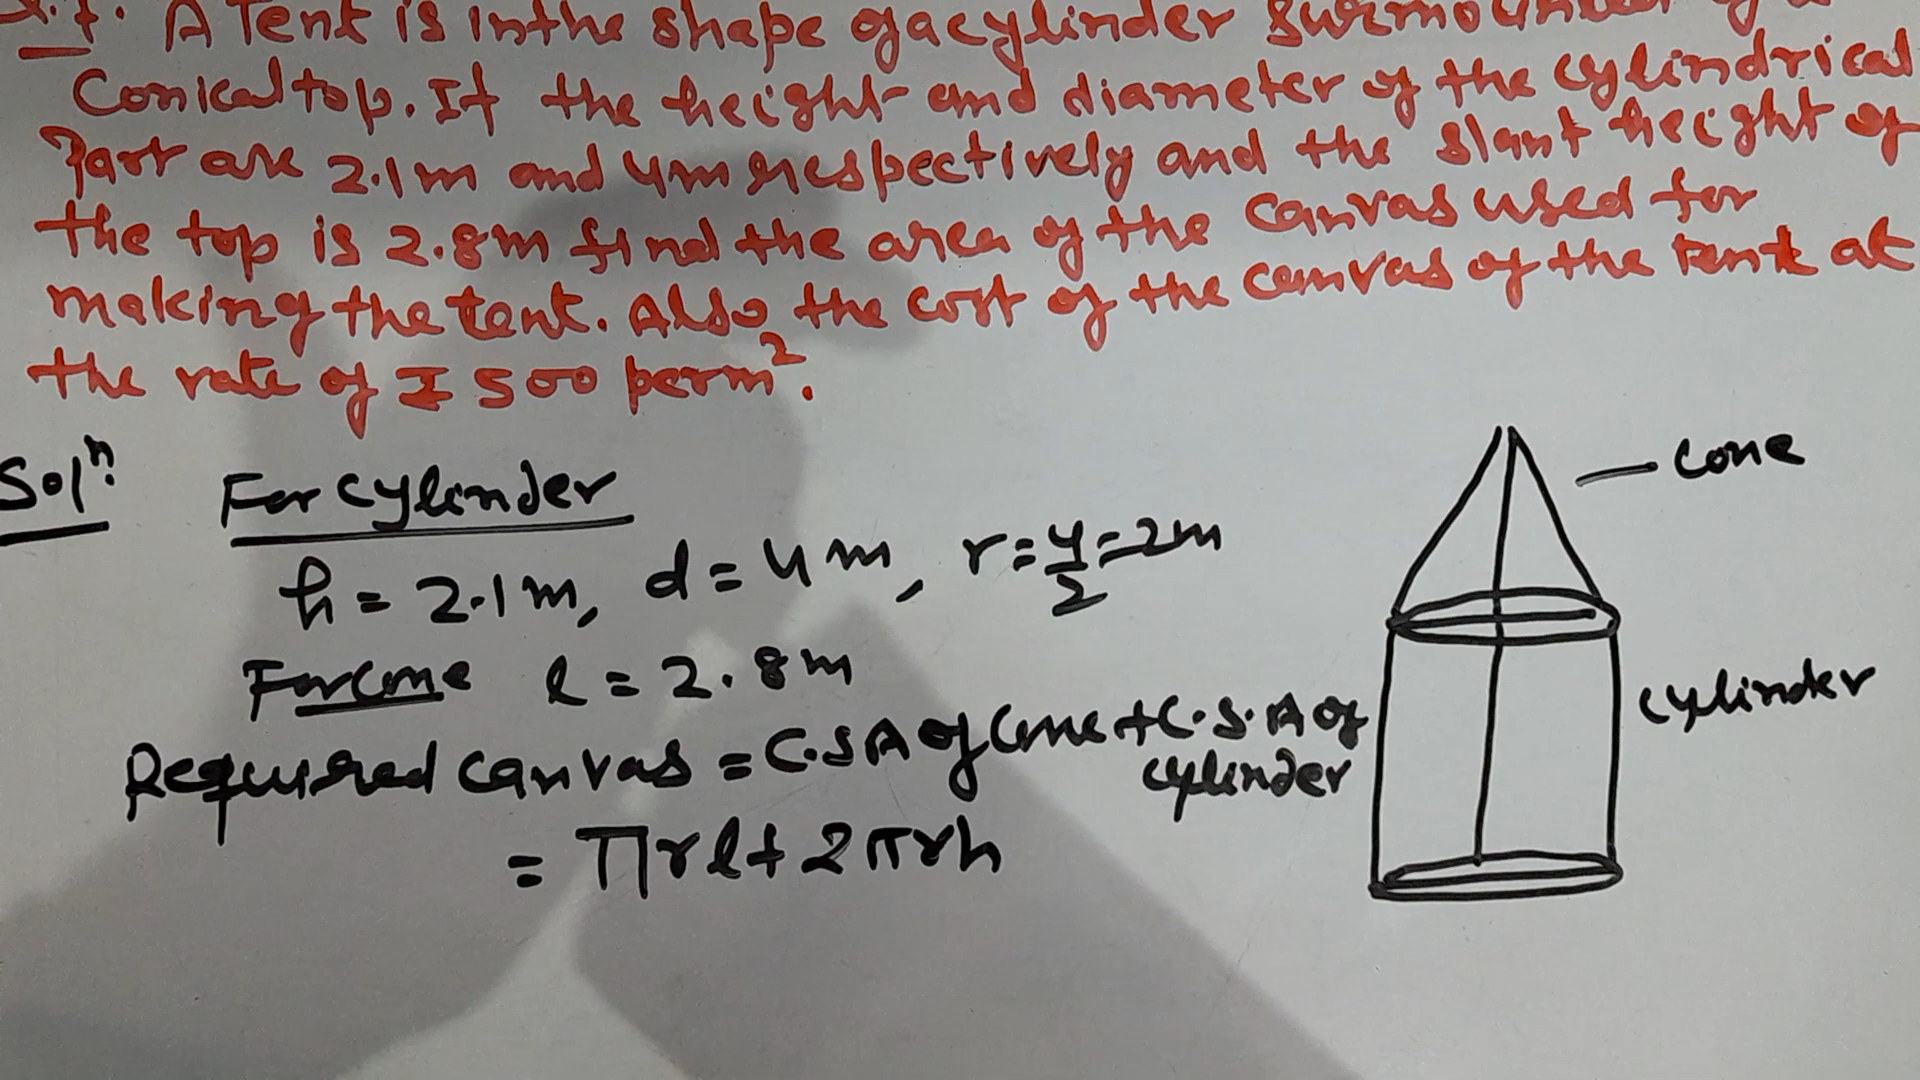 A Tent is in the shape of a cylinder surmounted
Conical top. If the height and diameter of the cylindrical
Part are 2.1m and 4m respectively and the slant height of
the top is 2.8m find the area of the canvas used for
making the tent. Also, the cost of the canvas of the tent at
the rate of ₹ 500 per m².
Solⁿ: For cylinder
h = 2.1m, d = 4m, r = 4/2 = 2m
For Cone l = 2.8m
Required canvas = C.S.A of Cone + C.S.A of
cylinder
= πrl + 2πrh
cone
cylinder